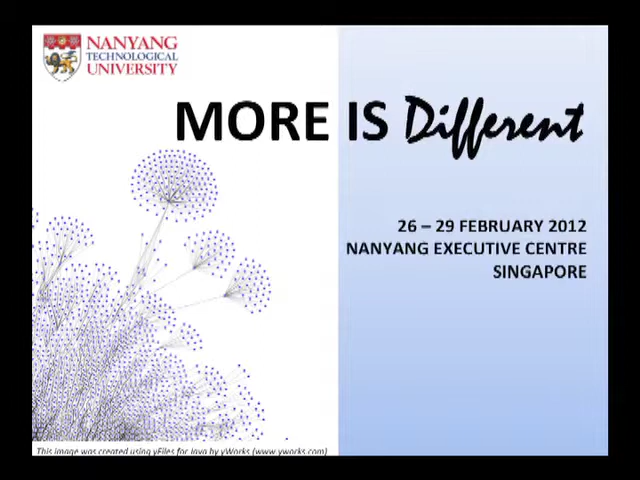 NANYANG
TECHNOLOGICAL
UNIVERSITY
MORE IS Different
26 – 29 FEBRUARY 2012
NANYANG EXECUTIVE CENTRE
SINGAPORE
This image was created using yFiles for Java by yWorks (www.yworks.com)